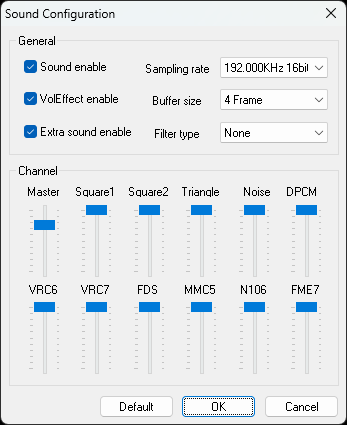 Sound Configuration
General
Sound enable
Sampling rate
192.000KHz 16bit
VolEffect enable
Buffer size
4 Frame
Extra sound enable
Filter type
None
Channel
Master Square1 Square2 Triangle Noise DPCM
VRC6 VRC7 FDS MMC5 N106 FME7
Default OK Cancel